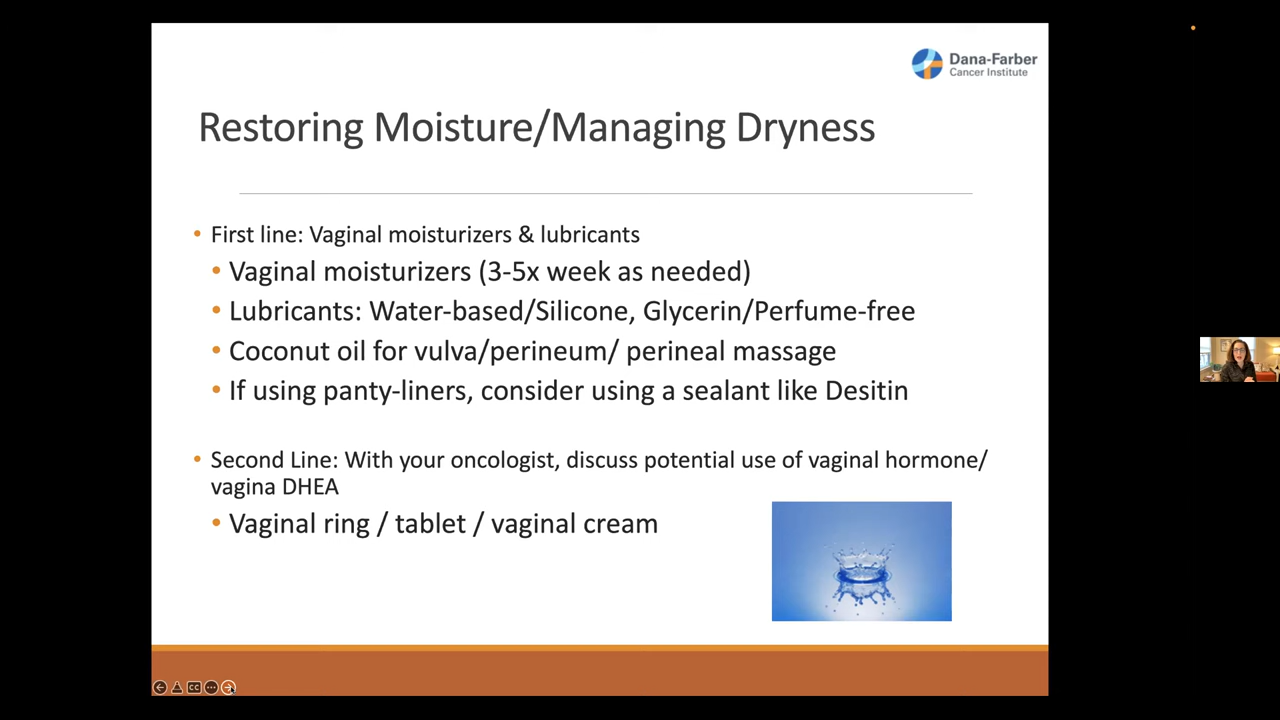 Dana-Farber
Cancer Institute
Restoring Moisture/Managing Dryness
• First line: Vaginal moisturizers & lubricants
• Vaginal moisturizers (3-5x week as needed)
• Lubricants: Water-based/Silicone, Glycerin/Perfume-free
• Coconut oil for vulva/perineum/ perineal massage
• If using panty-liners, consider using a sealant like Desitin
• Second Line: With your oncologist, discuss potential use of vaginal hormone/
vagina DHEA
• Vaginal ring / tablet / vaginal cream
CC